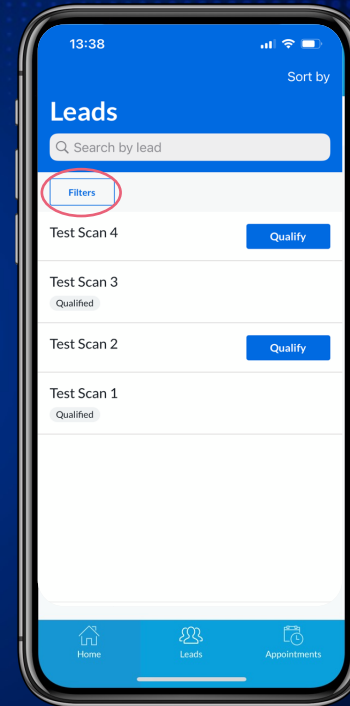 13:38
Sort by
Leads
Search by lead
Filters
Test Scan 4
Qualify
Test Scan 3
Qualified
Test Scan 2
Qualify
Test Scan 1
Qualified
Home
Leads
Appointments